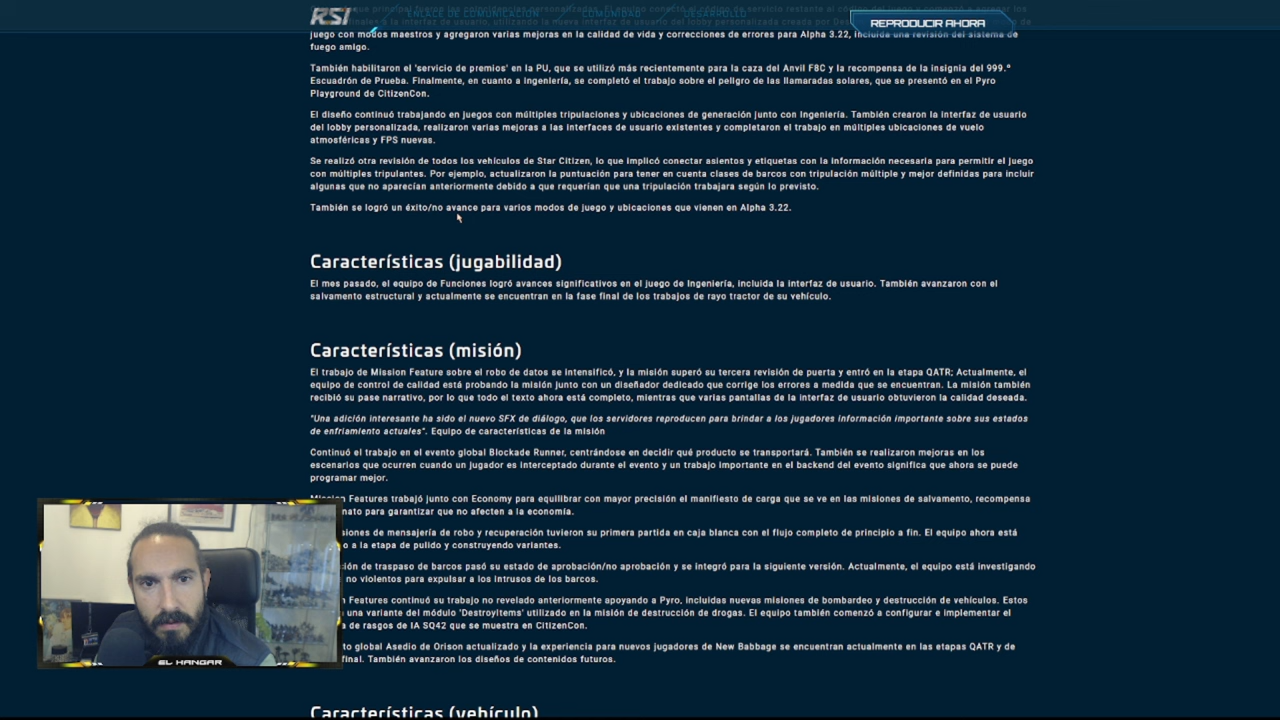 RSI
ENLACE DE COMUNICACIÓN COMUNIDAD DESARROLLO
REPRODUCIR AHORA
juego con modos maestros y agregaron varias mejoras en la calidad de vida y correcciones de errores para Alpha 3.22, incluida una revisión del sistema de
fuego amigo.
También habilitaron el 'servicio de premios' en la PU, que se utilizó más recientemente para la caza del Anvil F8C y la recompensa de la insignia del 999.º
Escuadrón de Prueba. Finalmente, en cuanto a Ingeniería, se completó el trabajo sobre el peligro de las llamaradas solares, que se presentó en el Pyro
Playground de CitizenCon.
El diseño continuó trabajando en juegos con múltiples tripulaciones y ubicaciones de generación junto con Ingeniería. También crearon la interfaz de usuario
del lobby personalizada, realizaron varias mejoras a las interfaces de usuario existentes y completaron el trabajo en múltiples ubicaciones de vuelo
atmosféricas y FPS nuevas.
Se realizó otra revisión de todos los vehículos de Star Citizen, lo que implicó conectar asientos y etiquetas con la información necesaria para permitir el juego
con múltiples tripulantes. Por ejemplo, actualizaron la puntuación para tener en cuenta clases de barcos con tripulación múltiple y mejor definidas para incluir
algunas que no aparecían anteriormente debido a que requerían que una tripulación trabajara según lo previsto.
También se logró un éxito/no avance para varios modos de juego y ubicaciones que vienen en Alpha 3.22.
Características (jugabilidad)
El mes pasado, el equipo de Funciones logró avances significativos en el juego de Ingeniería, incluida la interfaz de usuario. También avanzaron con el
salvamento estructural y actualmente se encuentran en la fase final de los trabajos de rayo tractor de su vehículo.
Características (misión)
El trabajo de Mission Feature sobre el robo de datos se intensificó, y la misión superó su tercera revisión de puerta y entró en la etapa QATR; Actualmente, el
equipo de control de calidad está probando la misión junto con un diseñador dedicado que corrige los errores a medida que se encuentran. La misión también
recibió su pase narrativo, por lo que todo el texto ahora está completo, mientras que varias pantallas de la interfaz de usuario obtuvieron la calidad deseada.
"Una adición interesante ha sido el nuevo SFX de diálogo, que los servidores reproducen para brindar a los jugadores información importante sobre sus estados
de enfriamiento actuales". Equipo de características de la misión
Continuó el trabajo en el evento global Blockade Runner, centrándose en decidir qué producto se transportará. También se realizaron mejoras en los
escenarios que ocurren cuando un jugador es interceptado durante el evento y un trabajo importante en el backend del evento significa que ahora se puede
programar mejor.
Mission Features trabajó junto con Economy para equilibrar con mayor precisión el manifiesto de carga que se ve en las misiones de salvamento, recompensa
para garantizar que no afecten a la economía.
de mensajería de robo y recuperación tuvieron su primera partida en caja blanca con el flujo completo de principio a fin. El equipo ahora está
a la etapa de pulido y construyendo variantes.
de traspaso de barcos pasó su estado de aprobación/no aprobación y se integró para la siguiente versión. Actualmente, el equipo está investigando
no violentos para expulsar a los intrusos de los barcos.
Features continuó su trabajo no revelado anteriormente apoyando a Pyro, incluidas nuevas misiones de bombardeo y destrucción de vehículos. Estos
una variante del módulo 'DestroyItems' utilizado en la misión de destrucción de drogas. El equipo también comenzó a configurar e implementar el
de rasgos de IA SQ42 que se muestra en CitizenCon.
global Asedio de Orison actualizado y la experiencia para nuevos jugadores de New Babbage se encuentran actualmente en las etapas QATR y de
final. También avanzaron los diseños de contenidos futuros.
EL HANGAR
Características (vehículo)